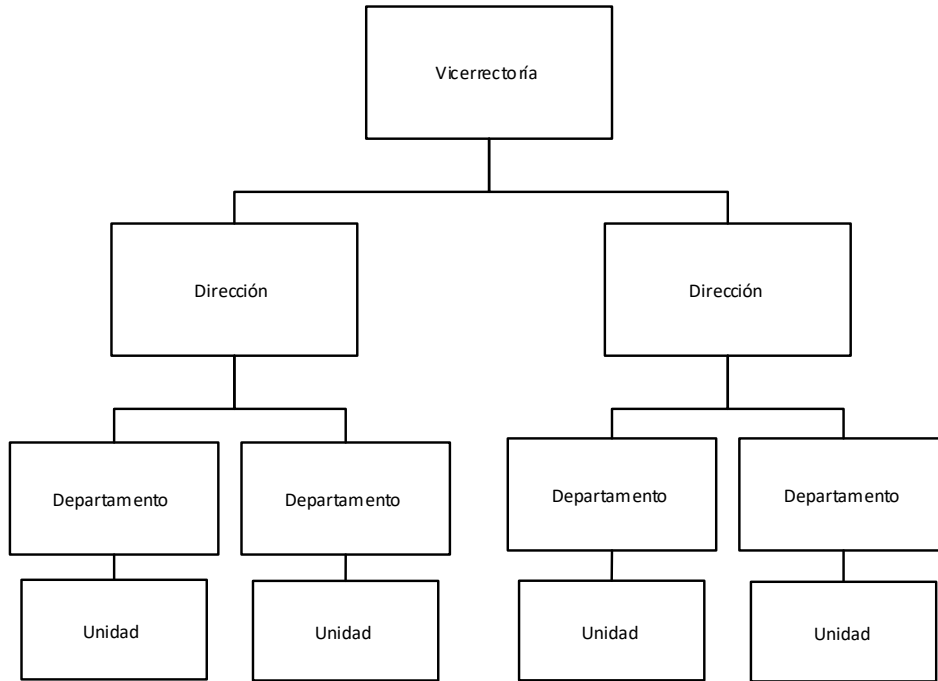 Vicerrectoría
Dirección
Dirección
Departamento
Departamento
Departamento
Departamento
Unidad
Unidad
Unidad
Unidad